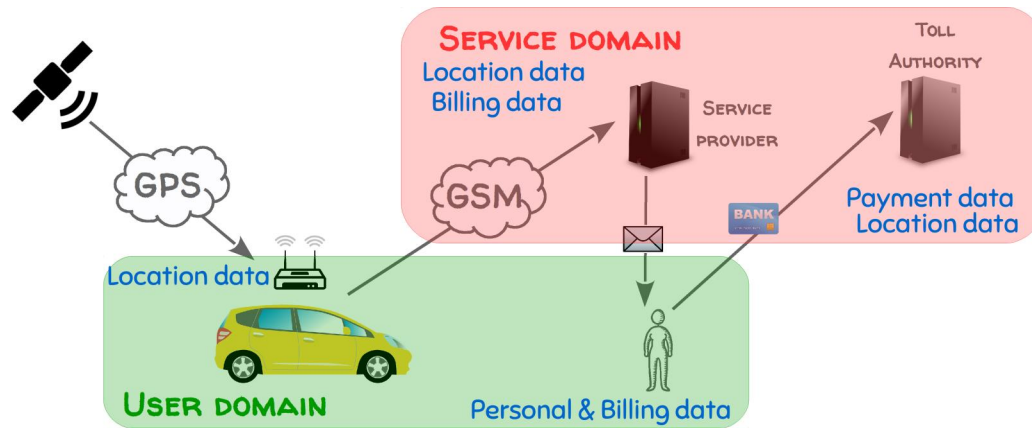 SERVICE DOMAIN
TOLL
AUTHORITY
Location data
Billing data
SERVICE
PROVIDER
GPS
GSM
Payment data
Location data
BANK
Location data
USER DOMAIN
Personal & Billing data